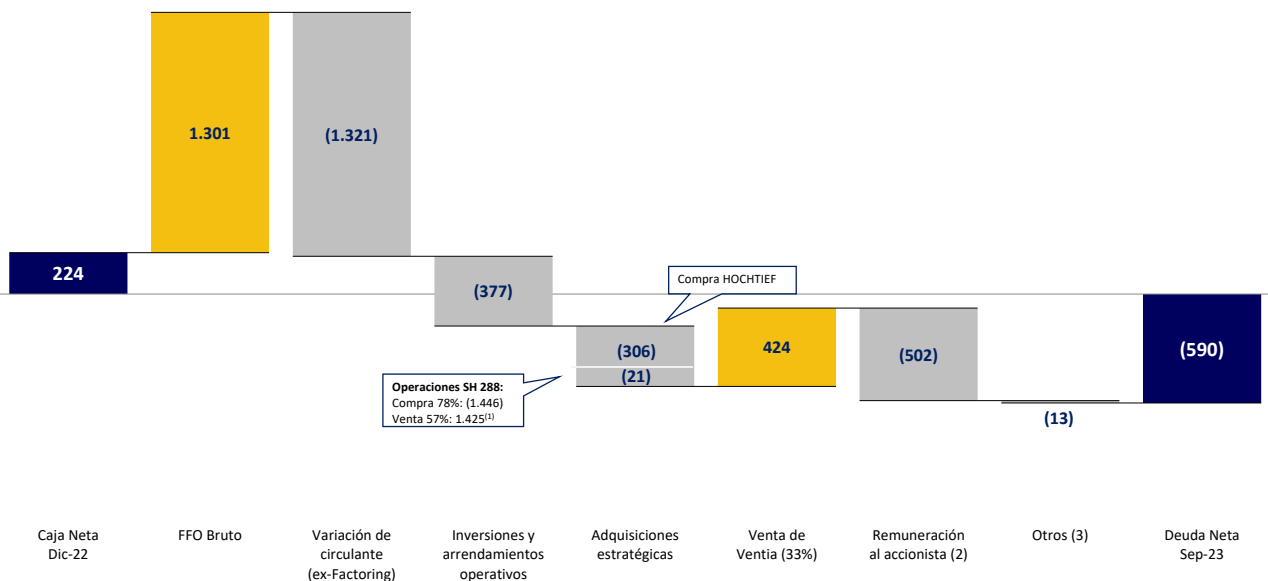 1.301
(1.321)
224
Compra HOCHTIEF
(377)
(306)
(21)
424
(502)
(590)
Operaciones SH 288:
Compra 78%: (1.446)
Venta 57%: 1.425(1)
(13)
Caja Neta
Dic-22
FFO Bruto
Variación de
circulante
(ex-Factoring)
Inversiones y
arrendamientos
operativos
Adquisiciones
estratégicas
Venta de
Ventia (33%)
Remuneración
al accionista (2)
Otros (3)
Deuda Neta
Sep-23